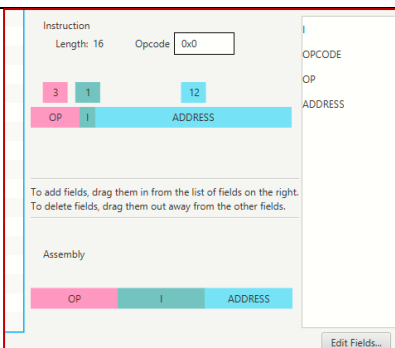 Instruction
Length: 16 Opcode 0x0
3 1 12
OP I ADDRESS
To add fields, drag them in from the list of fields on the right.
To delete fields, drag them out away from the other fields.
Assembly
OP I ADDRESS
I
OPCODE
OP
ADDRESS
Edit Fields...